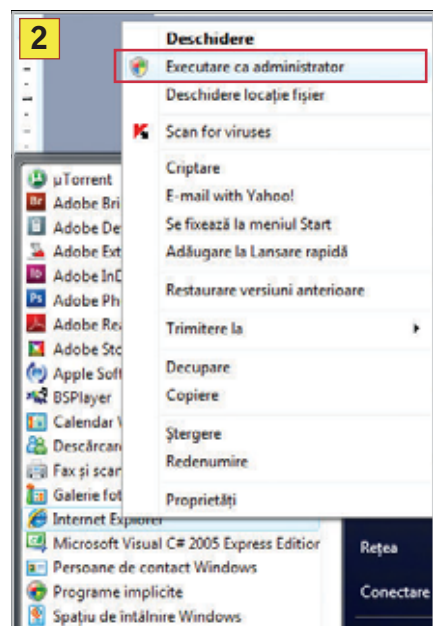 2
Deschidere
Executare ca administrator
Deschidere locație fișier
Scan for viruses
Criptare
E-mail with Yahoo!
Se fixează la meniul Start
Adăugare la Lansare rapidă
Restaurare versiuni anterioare
Trimitere la
Decupare
Copiere
Ștergere
Redenumire
Proprietăți
µTorrent
Adobe Bri
Adobe De
Adobe Ext
Adobe InD
Adobe Ph
Adobe Re
Adobe Stc
Apple Soft
BSPlayer
Calendar
Descărcare
Fax și scan
Galerie fot
Internet Explorer
Microsoft Visual C# 2005 Express Edition
Persoane de contact Windows
Programe implicite
Spațiu de întâlnire Windows
Rețea
Conectare